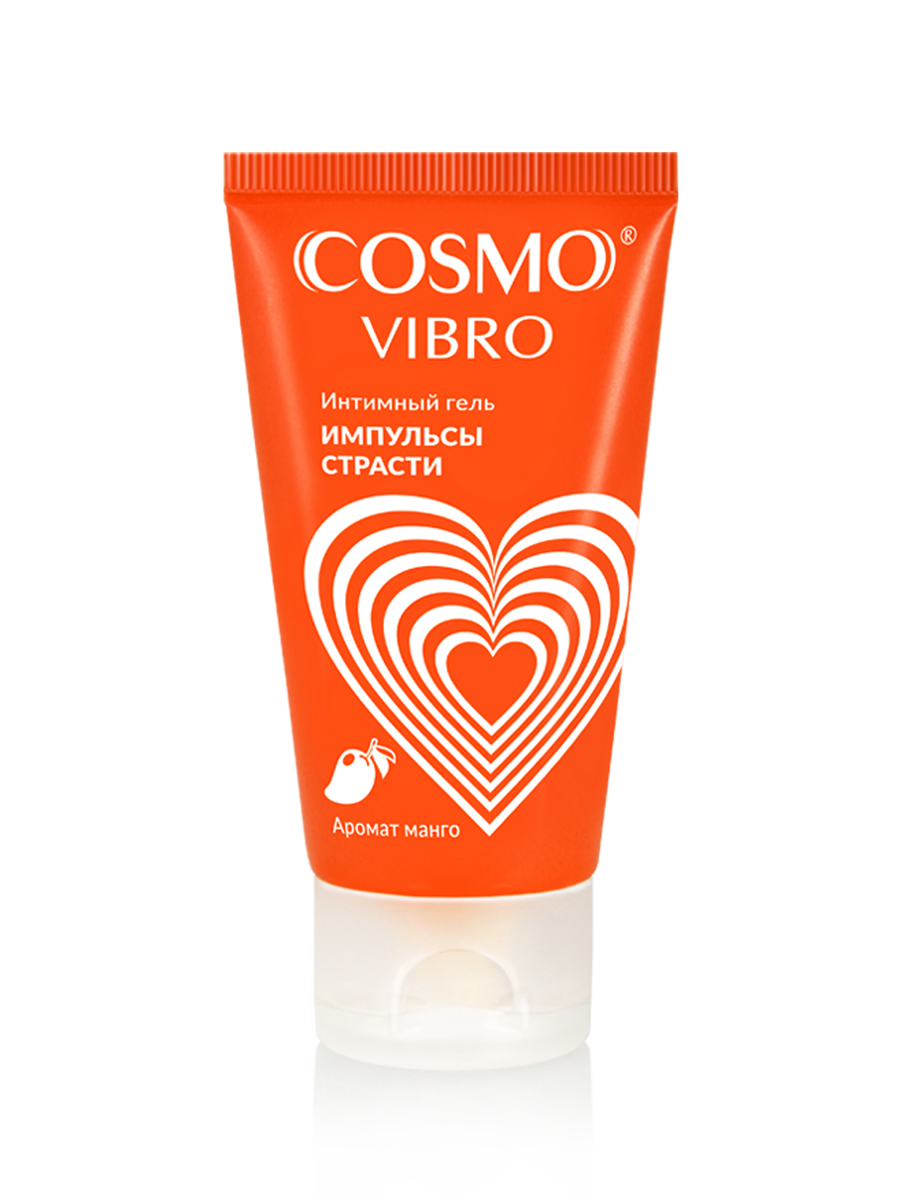 COSMO®
VIBRO
Интимный гель
ИМПУЛЬСЫ
СТРАСТИ
Аромат манго